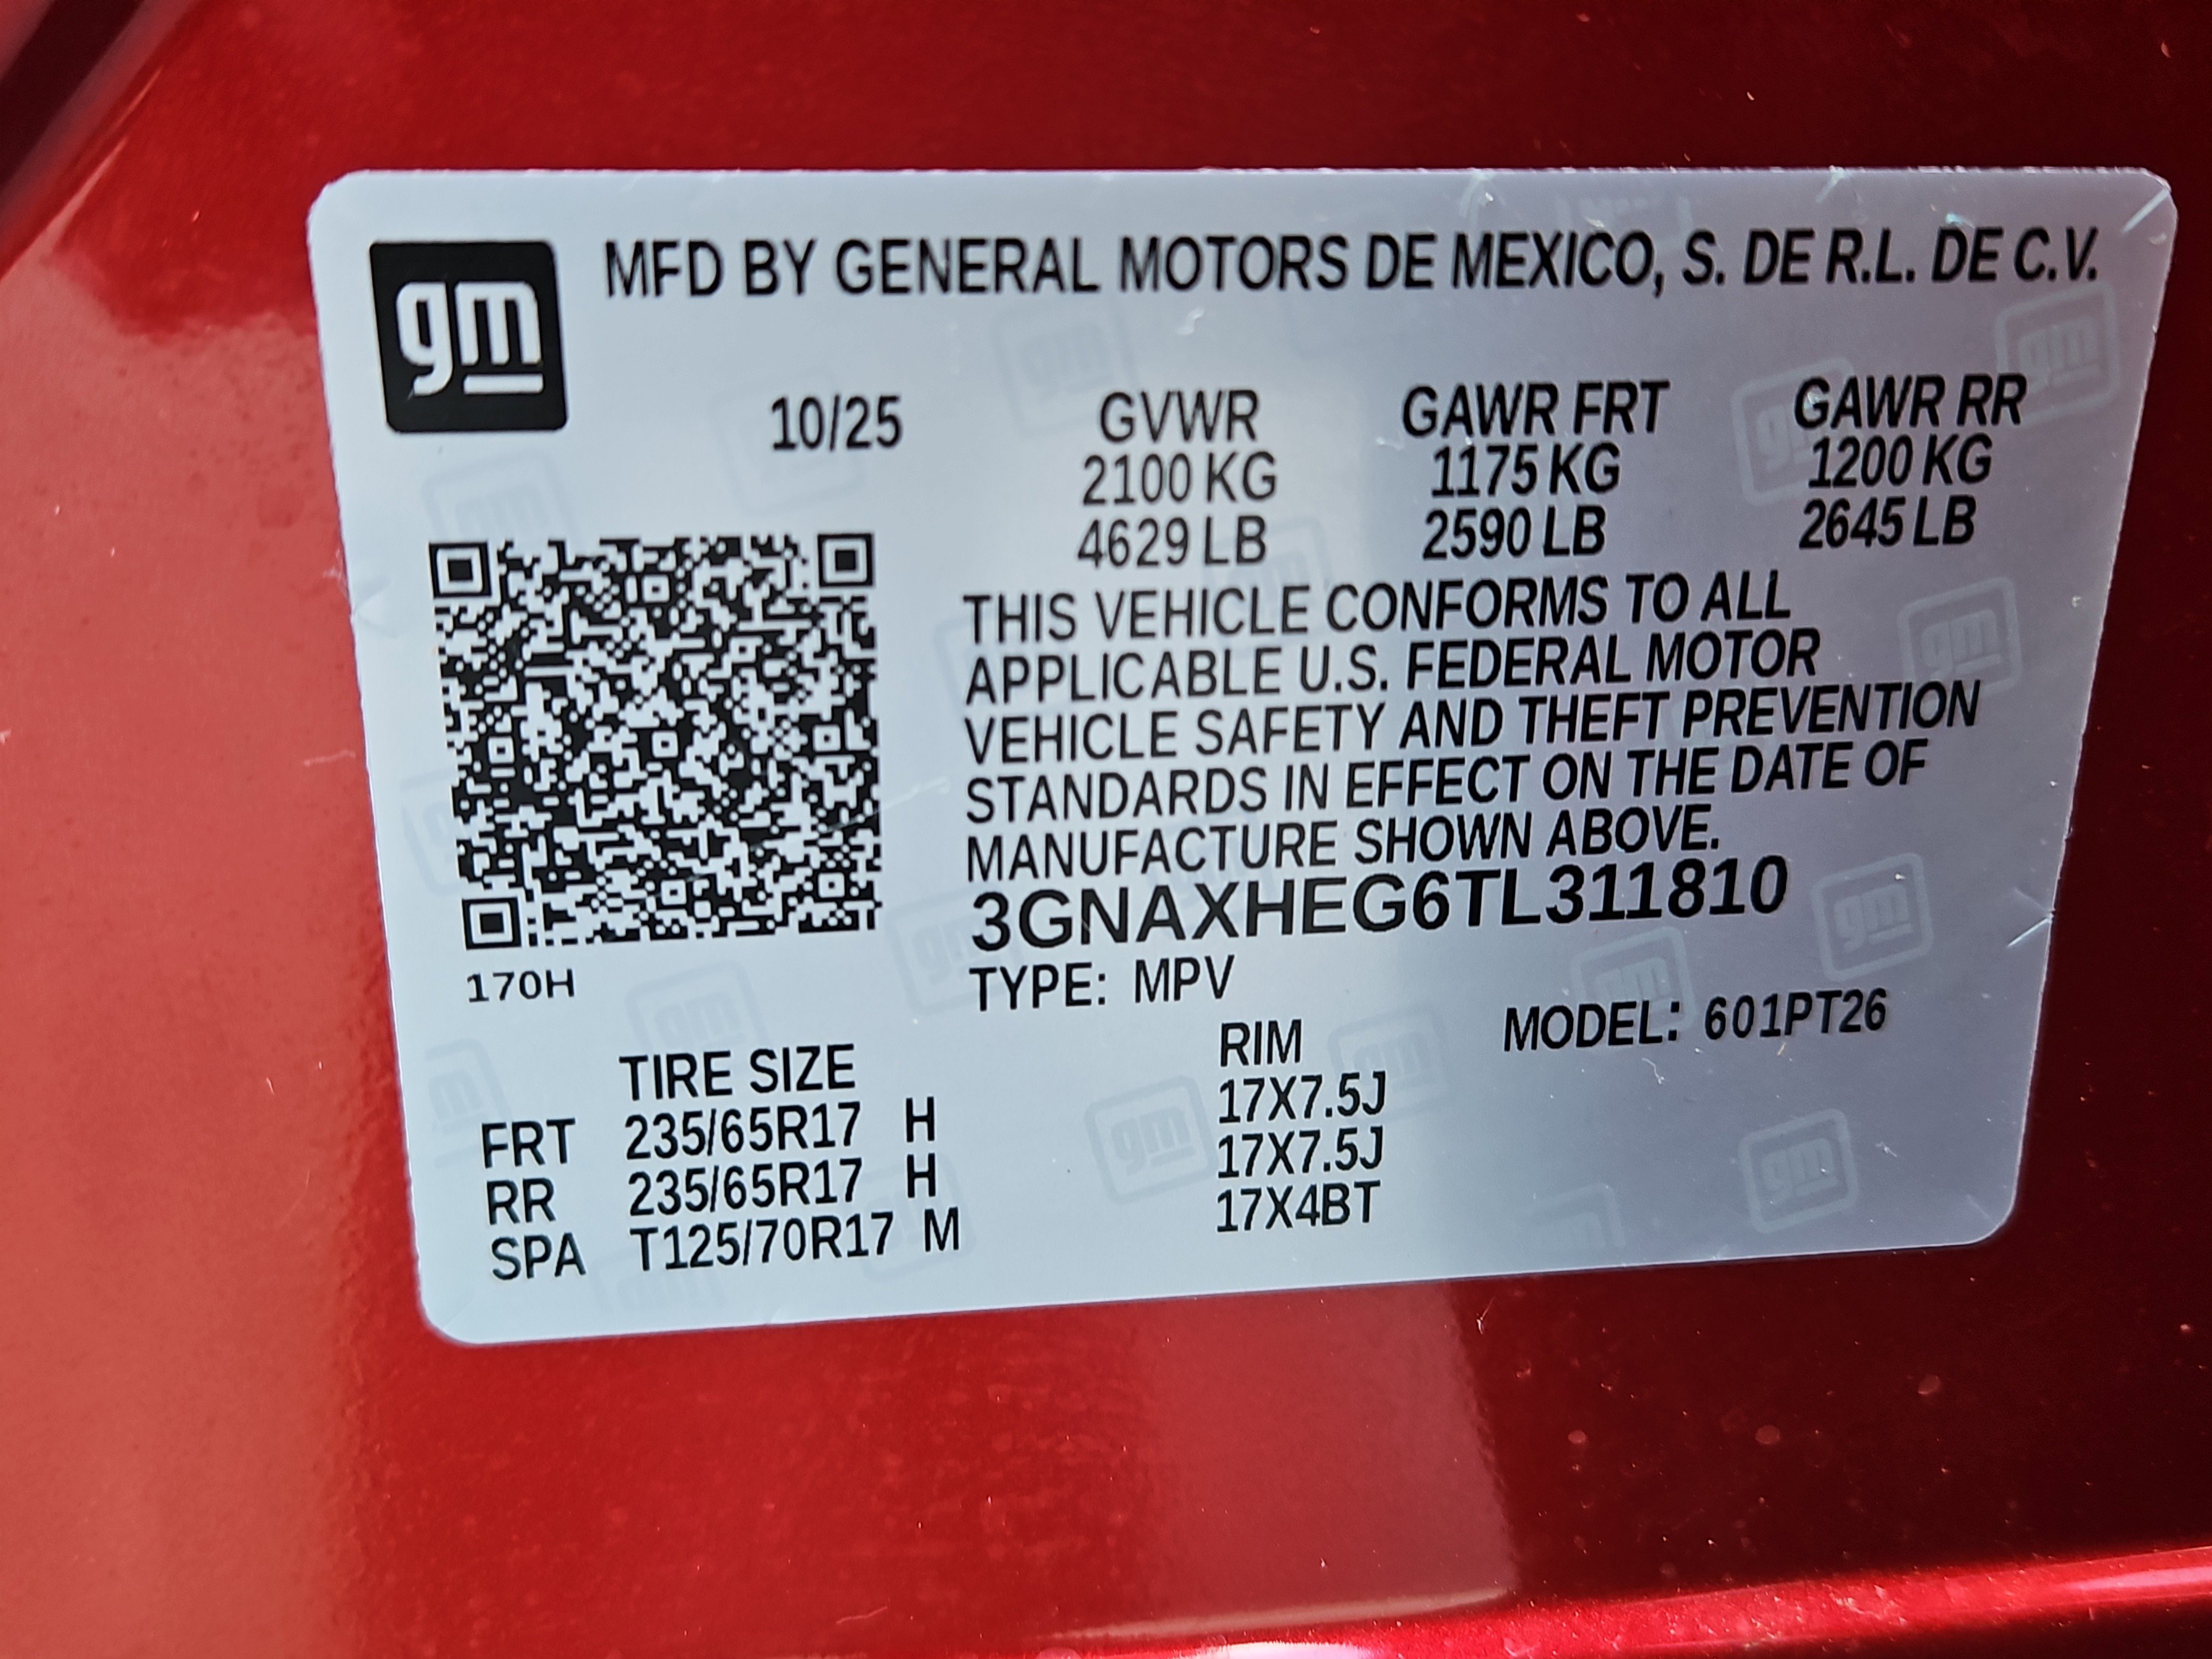 gm
MFD BY GENERAL MOTORS DE MEXICO, S. DE R.L. DE C.V.
10/25 GVWR GAWR FRT GAWR RR
2100 KG 1175 KG 1200 KG
4629 LB 2590 LB 2645 LB
THIS VEHICLE CONFORMS TO ALL
APPLICABLE U.S. FEDERAL MOTOR
VEHICLE SAFETY AND THEFT PREVENTION
STANDARDS IN EFFECT ON THE DATE OF
MANUFACTURE SHOWN ABOVE.
3GNAXHEG6TL311810
170H
TYPE: MPV
MODEL: 601PT26
TIRE SIZE RIM
FRT 235/65R17 H 17X7.5J
RR 235/65R17 H 17X7.5J
SPA T125/70R17 M 17X4BT